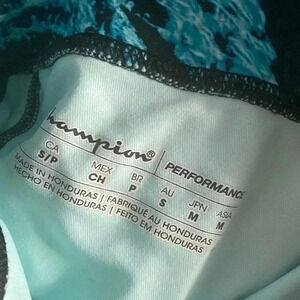 Champion® | PERFORMANCE
CA MEX BR AU JPN ASIA
S/P CH P S M M
MADE IN HONDURAS | FABRIQUÉ AU HONDURAS
HECHO EN HONDURAS | FEITO EM HONDURAS